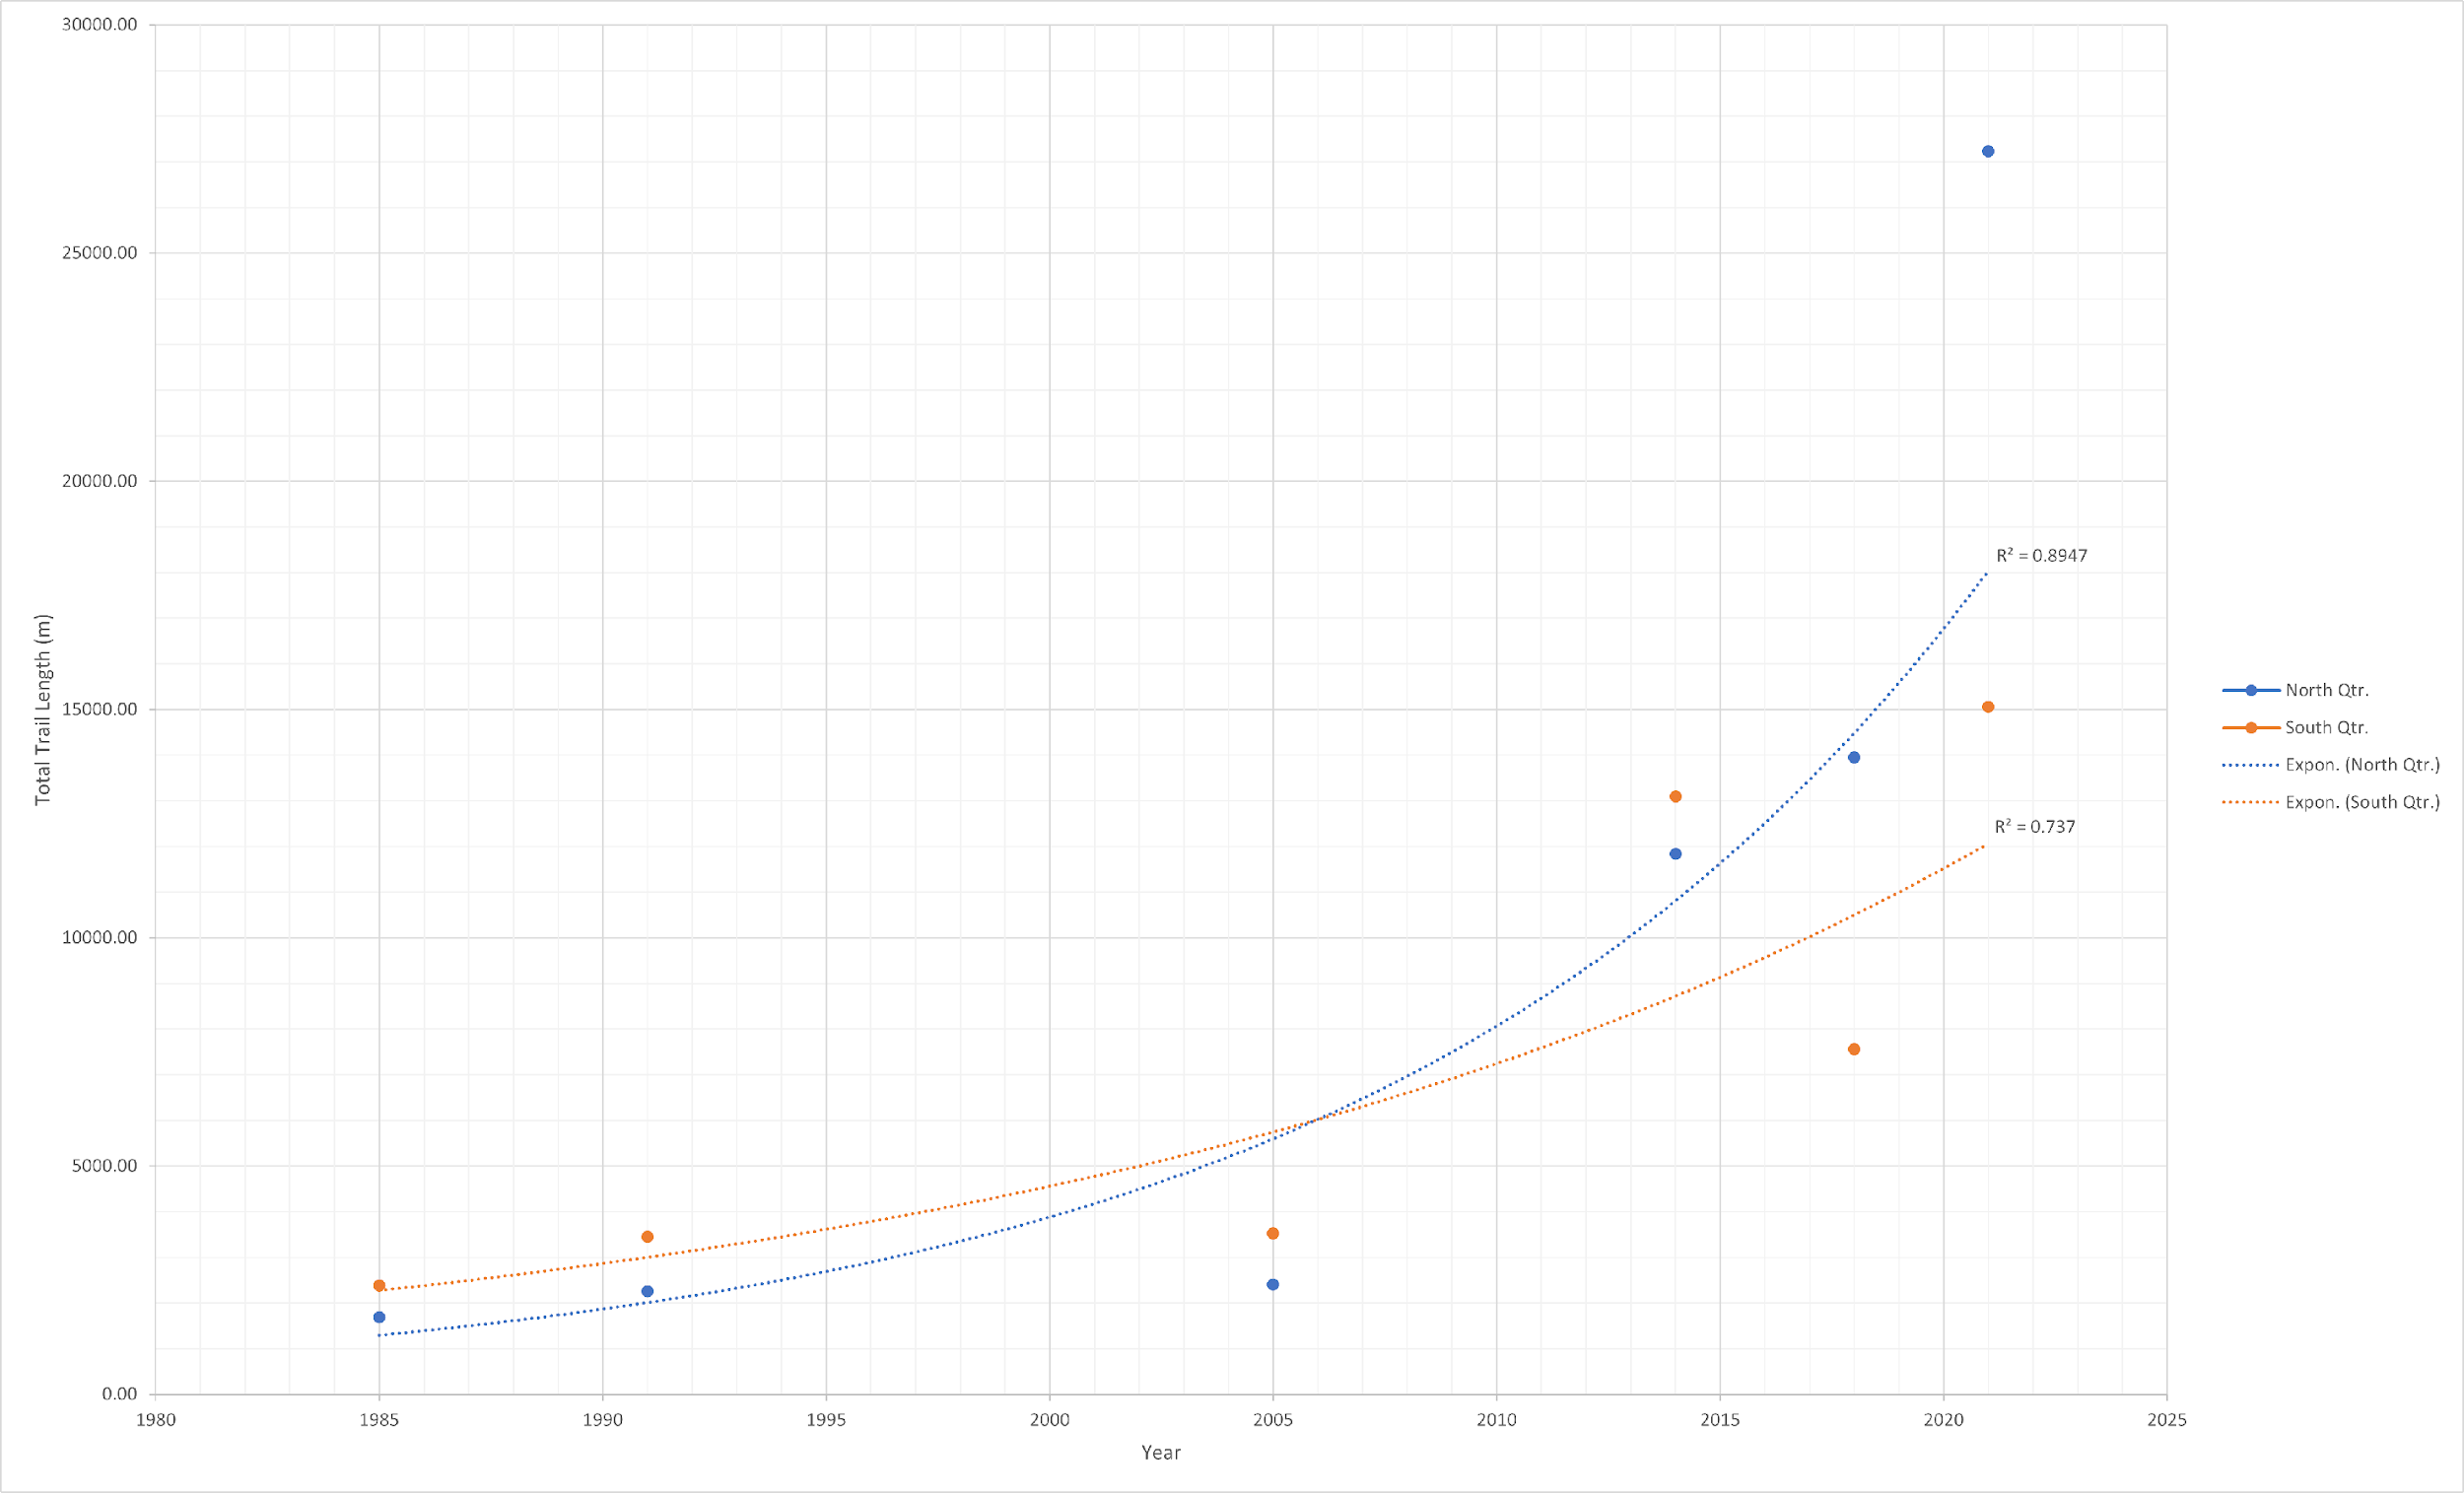 30000.00
25000.00
20000.00
15000.00
10000.00
5000.00
0.00
Total Trail Length (m)
1980 1985 1990 1995 2000 2005 2010 2015 2020 2025
Year
R² = 0.8947
R² = 0.737
North Qtr.
South Qtr.
Expon. (North Qtr.)
Expon. (South Qtr.)